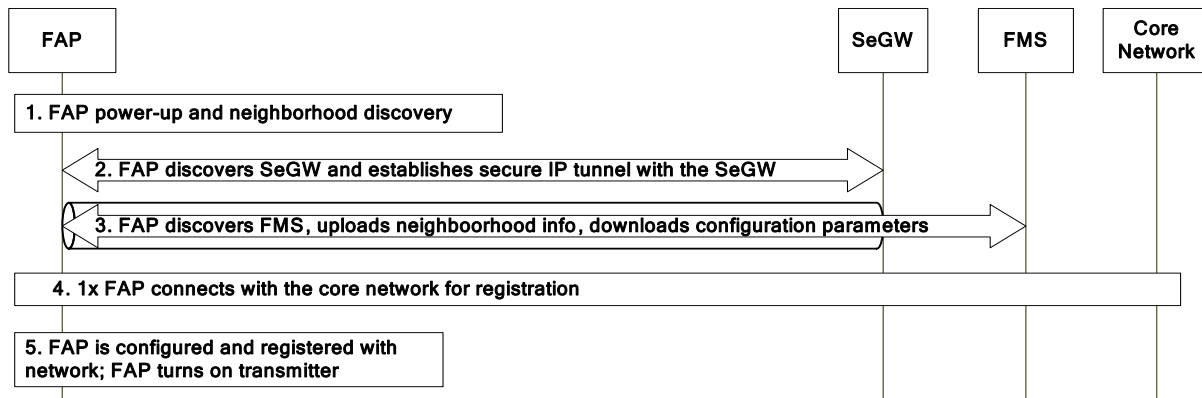 FAP
SeGW
FMS
Core
Network
1. FAP power-up and neighborhood discovery
2. FAP discovers SeGW and establishes secure IP tunnel with the SeGW
3. FAP discovers FMS, uploads neighboorhood info, downloads configuration parameters
4. 1x FAP connects with the core network for registration
5. FAP is configured and registered with
network; FAP turns on transmitter